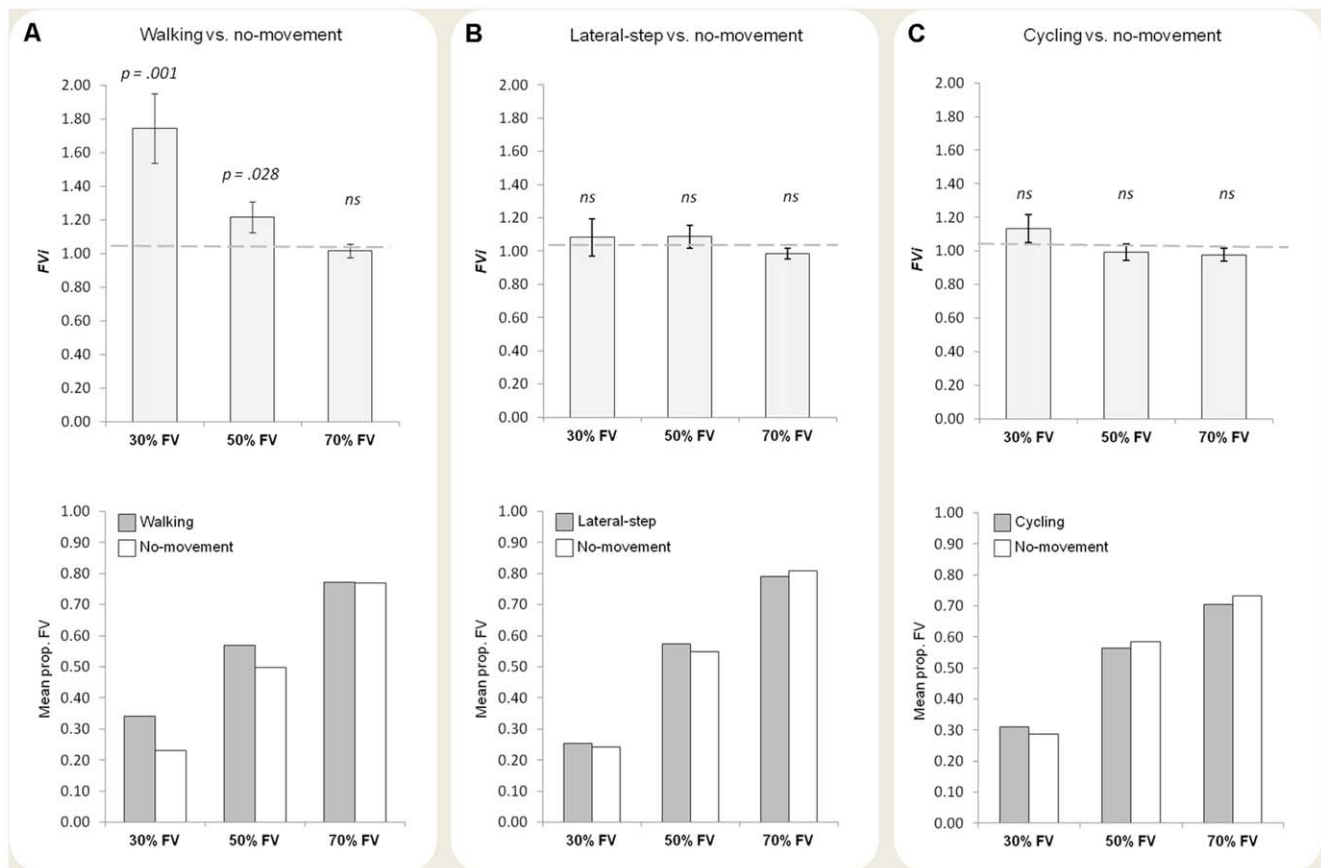 A
Walking vs. no-movement
p = .001
p = .028
ns
2.00
1.80
1.60
1.40
1.20
1.00
0.80
0.60
0.40
0.20
0.00
FVi
30% FV
50% FV
70% FV
1.00
0.90
0.80
0.70
0.60
0.50
0.40
0.30
0.20
0.10
0.00
Mean prop. FV
Walking
No-movement
30% FV
50% FV
70% FV
B
Lateral-step vs. no-movement
ns
ns
ns
2.00
1.80
1.60
1.40
1.20
1.00
0.80
0.60
0.40
0.20
0.00
30% FV
50% FV
70% FV
1.00
0.90
0.80
0.70
0.60
0.50
0.40
0.30
0.20
0.10
0.00
Mean prop. FV
Lateral-step
No-movement
30% FV
50% FV
70% FV
C
Cycling vs. no-movement
ns
ns
ns
2.00
1.80
1.60
1.40
1.20
1.00
0.80
0.60
0.40
0.20
0.00
30% FV
50% FV
70% FV
1.00
0.90
0.80
0.70
0.60
0.50
0.40
0.30
0.20
0.10
0.00
Mean prop. FV
Cycling
No-movement
30% FV
50% FV
70% FV